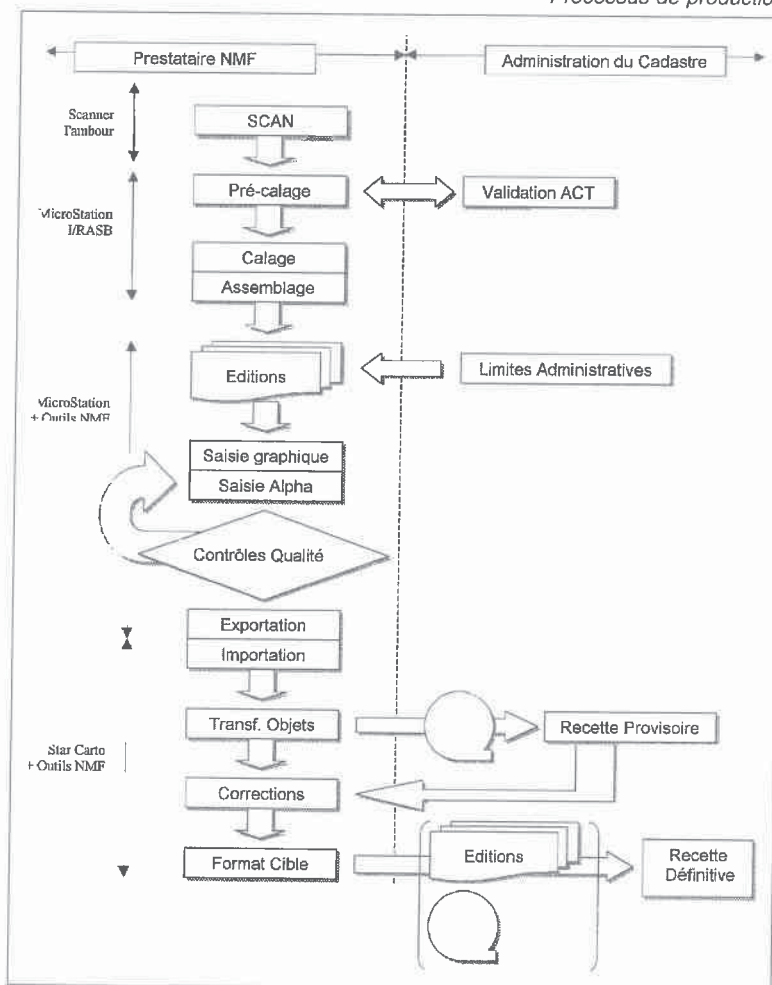 Processus de production
Prestataire NMF
Administration du Cadastre
Scanner
Tambour
SCAN
Pré-calage
Validation ACT
MicroStation
I/RASB
Calage
Assemblage
Editions
Limites Administratives
MicroStation
+ Outils NMF
Saisie graphique
Saisie Alpha
Contrôles Qualité
Exportation
Importation
Transf. Objets
Recette Provisoire
Star Carto
+ Outils NMF
Corrections
Format Cible
Editions
Recette
Définitive